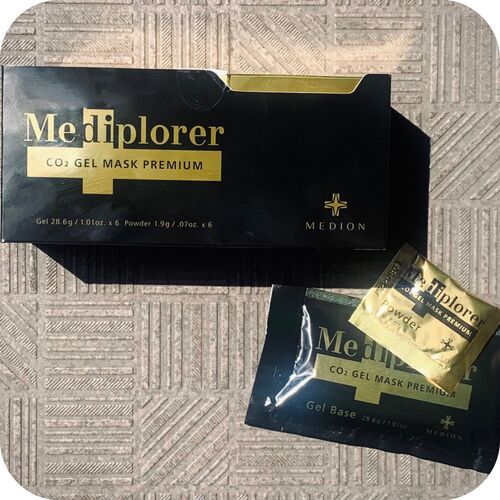 Mediplorer
CO₂ GEL MASK PREMIUM
Gel 28.6g / 1.01oz. x 6 Powder 1.9g / .07oz. x 6
MEDION
Mediplorer
CO₂ GEL MASK PREMIUM
Powder
MEDION
Mediplorer
CO₂ GEL MASK PREMIUM
Gel Base 28.6g / 1.01oz
MEDION